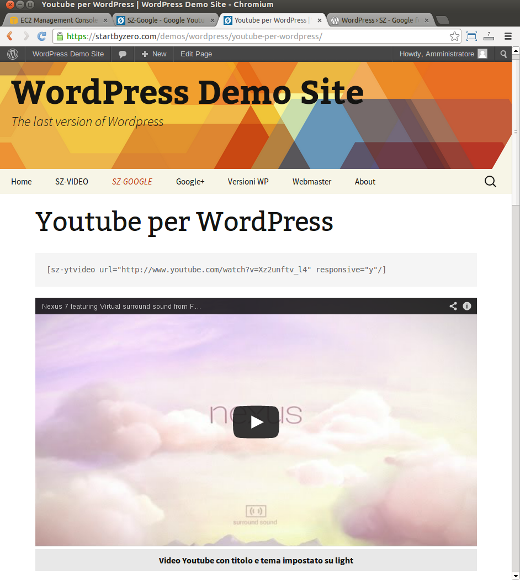 Youtube per WordPress | WordPress Demo Site - Chromium
EC2 Management Console
SZ-Google - Google Youtu
Youtube per WordPress |
WordPress › SZ - Google
https://startbyzero.com/demos/wordpress/youtube-per-wordpress/
WordPress Demo Site
New
Edit Page
Howdy, Amministratore
WordPress Demo Site
The last version of Wordpress
Home
SZ-VIDEO
SZ GOOGLE
Google+
Versioni WP
Webmaster
About
Youtube per WordPress
[sz-ytvideo url="http://www.youtube.com/watch?v=Xz2unftv_l4" responsive="y"/]
Nexus 7 featuring Virtual surround sound from F...
nexus
surround sound
Video Youtube con titolo e tema impostato su light